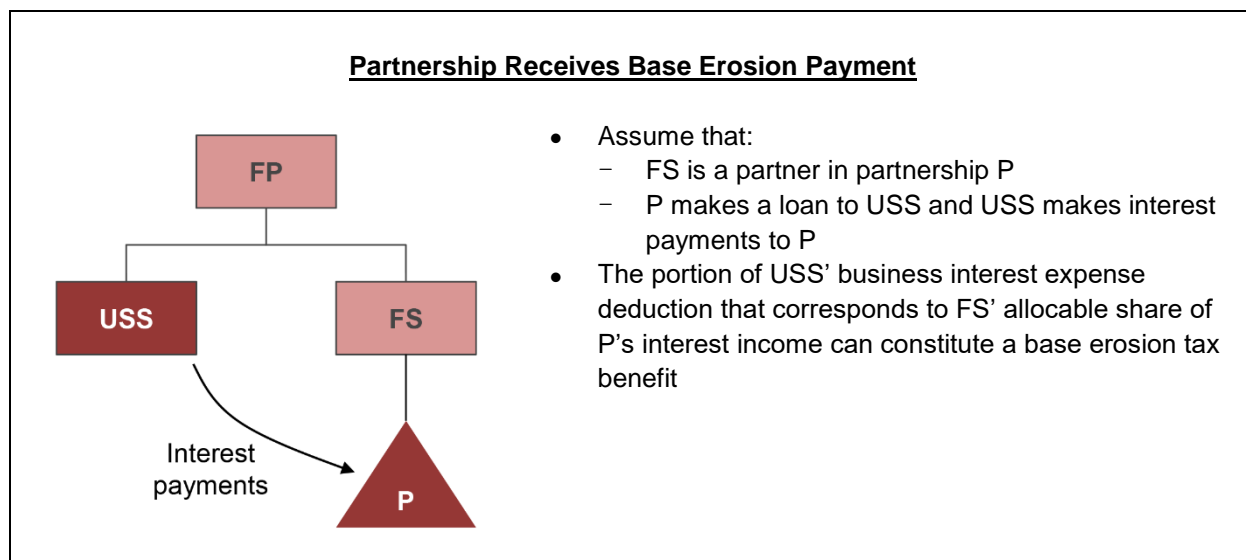 Partnership Receives Base Erosion Payment
FP
USS
FS
Interest
payments
P
● Assume that:
− FS is a partner in partnership P
− P makes a loan to USS and USS makes interest
payments to P
● The portion of USS’ business interest expense
deduction that corresponds to FS’ allocable share of
P’s interest income can constitute a base erosion tax
benefit